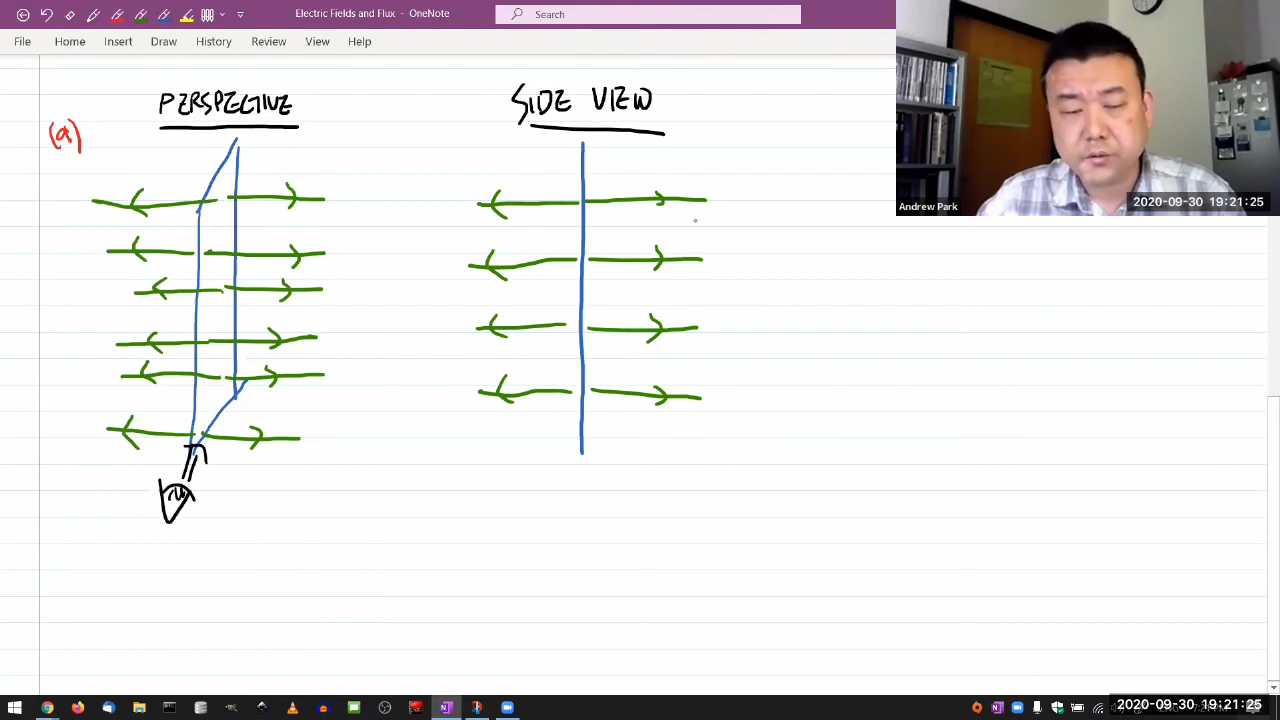 Electric Fields and Flux - OneNote
Search
File Home Insert Draw History Review View Help
PERSPECTIVE
SIDE VIEW
(a)
Andrew Park
2020-09-30 19:21:25
2020-09-30 19:21:25